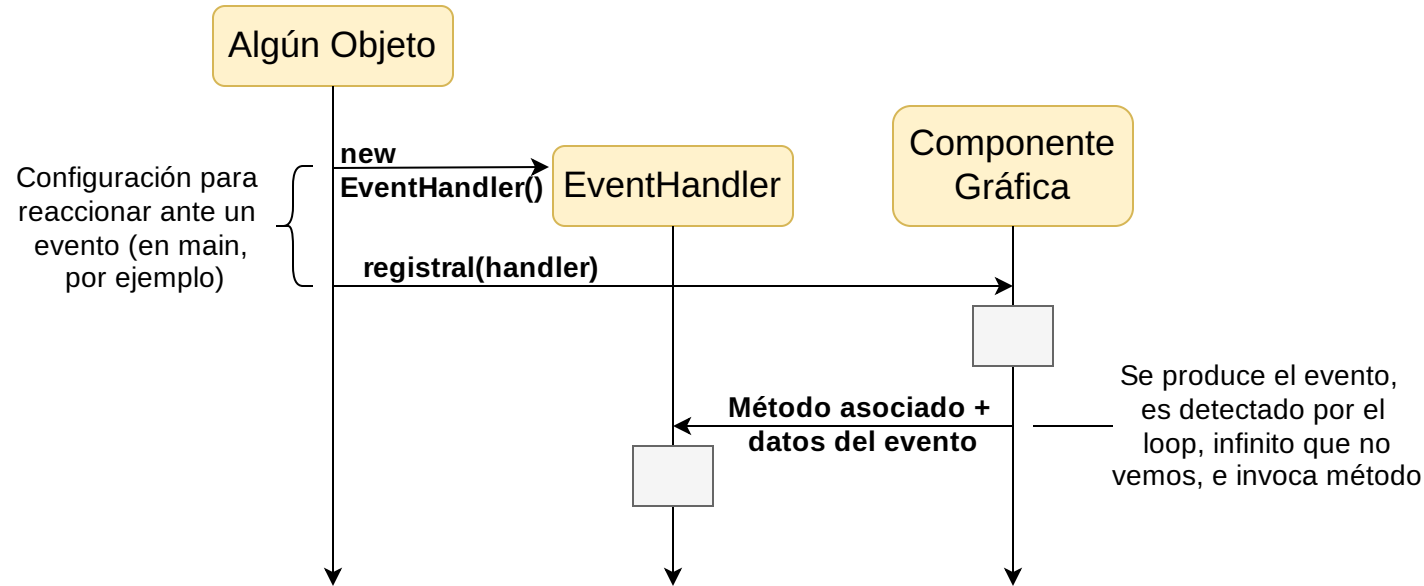 Algún Objeto
Componente
Gráfica
new
EventHandler()
EventHandler
Configuración para
reaccionar ante un
evento (en main,
por ejemplo)
registral(handler)
Se produce el evento,
es detectado por el
loop, infinito que no
vemos, e invoca método
Método asociado +
datos del evento